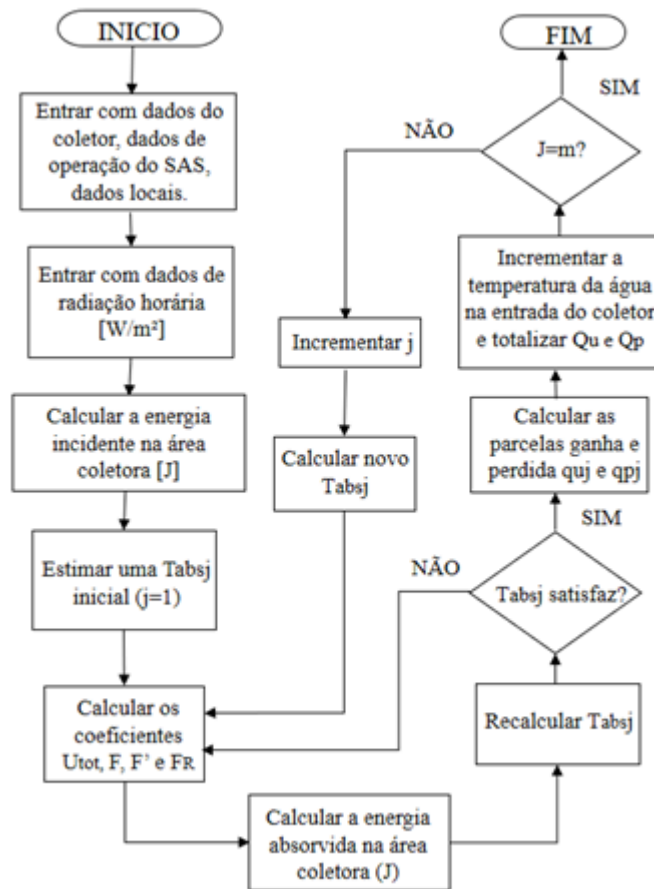 INICIO
Entrar com dados do
coletor, dados de
operação do SAS,
dados locais.
Entrar com dados de
radiação horária
[W/m²]
Calcular a energia
incidente na área
coletora [J]
Estimar uma Tabsj
inicial (j=1)
Calcular os
coeficientes
Utot, F, F’ e FR
Calcular a energia
absorvida na área
coletora (J)
Recalcular Tabsj
Tabsj satisfaz?
NÃO
SIM
Calcular as
parcelas ganha e
perdida quj e qpj
Incrementar a
temperatura da água
na entrada do coletor
e totalizar Qu e Qp
J=m?
NÃO
SIM
Incrementar j
Calcular novo
Tabsj
FIM